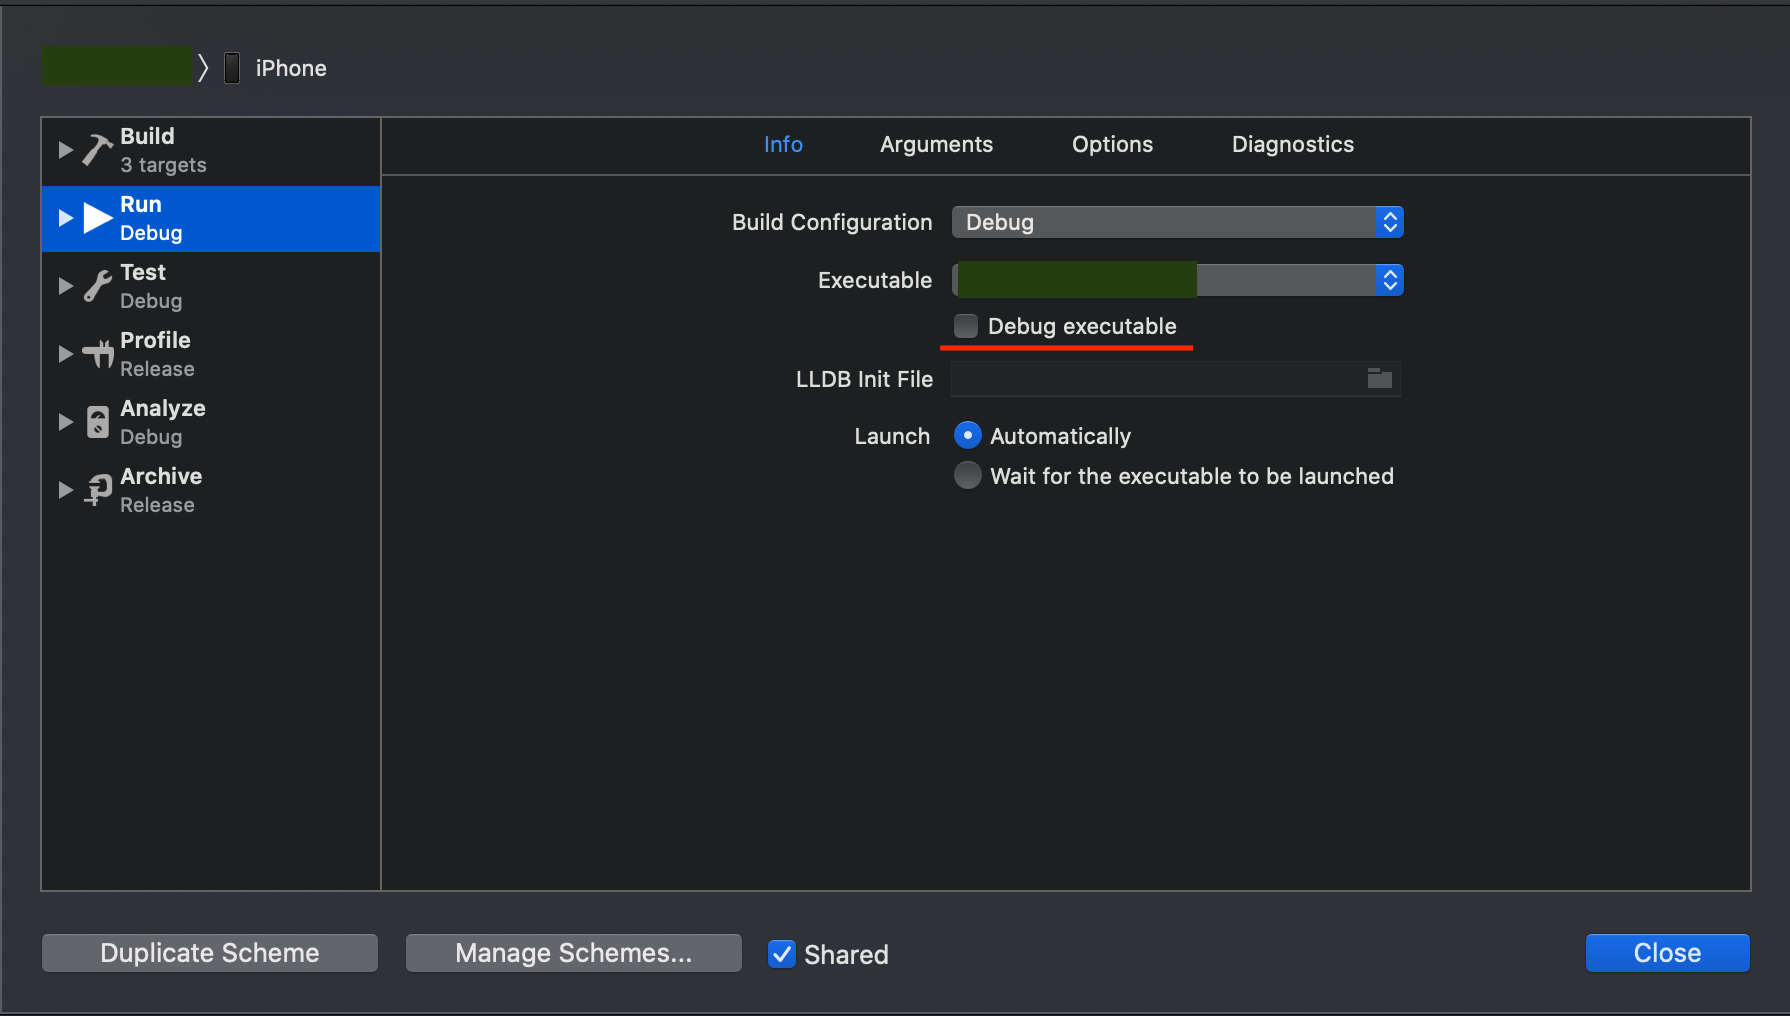 iPhone
Build
3 targets
Run
Debug
Test
Debug
Profile
Release
Analyze
Debug
Archive
Release
Info Arguments Options Diagnostics
Build Configuration Debug
Executable
Debug executable
LLDB Init File
Launch Automatically
Wait for the executable to be launched
Duplicate Scheme Manage Schemes... Shared Close